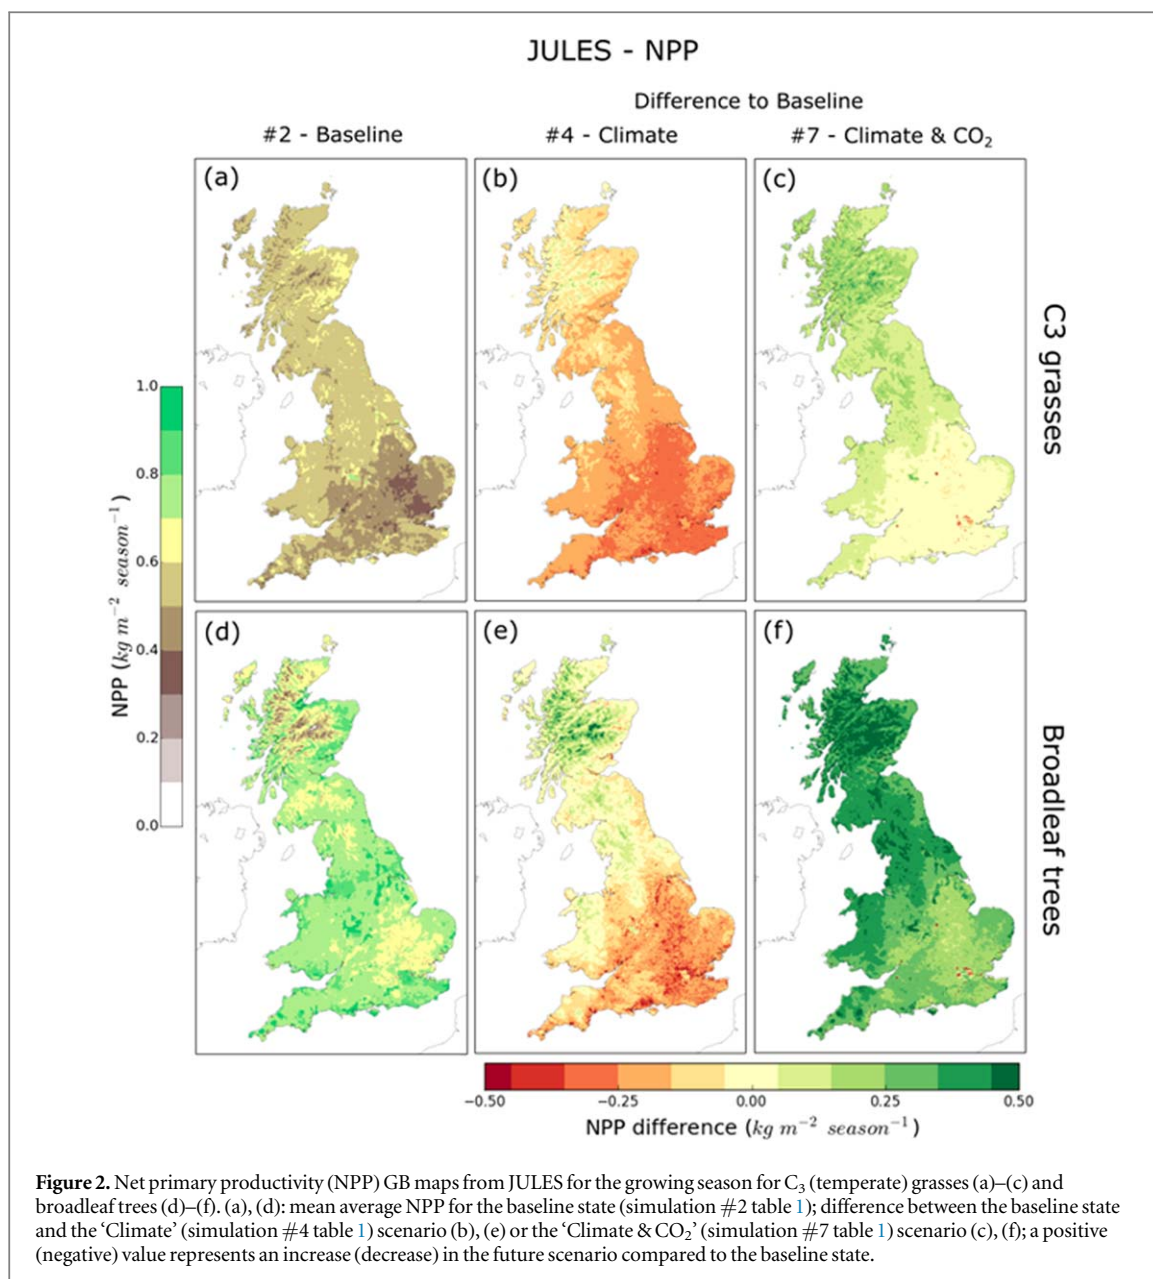 JULES - NPP
Difference to Baseline
#2 - Baseline
#4 - Climate
#7 - Climate & CO₂
(a)
(b)
(c)
C3 grasses
1.0
0.8
0.6
0.4
0.2
0.0
NPP (kg m⁻² season⁻¹)
(d)
(e)
(f)
Broadleaf trees
−0.50
−0.25
0.00
0.25
0.50
NPP difference (kg m⁻² season⁻¹)
Figure 2. Net primary productivity (NPP) GB maps from JULES for the growing season for C₃ (temperate) grasses (a)–(c) and
broadleaf trees (d)–(f). (a), (d): mean average NPP for the baseline state (simulation #2 table 1); difference between the baseline state
and the ‘Climate’ (simulation #4 table 1) scenario (b), (e) or the ‘Climate & CO₂’ (simulation #7 table 1) scenario (c), (f); a positive
(negative) value represents an increase (decrease) in the future scenario compared to the baseline state.